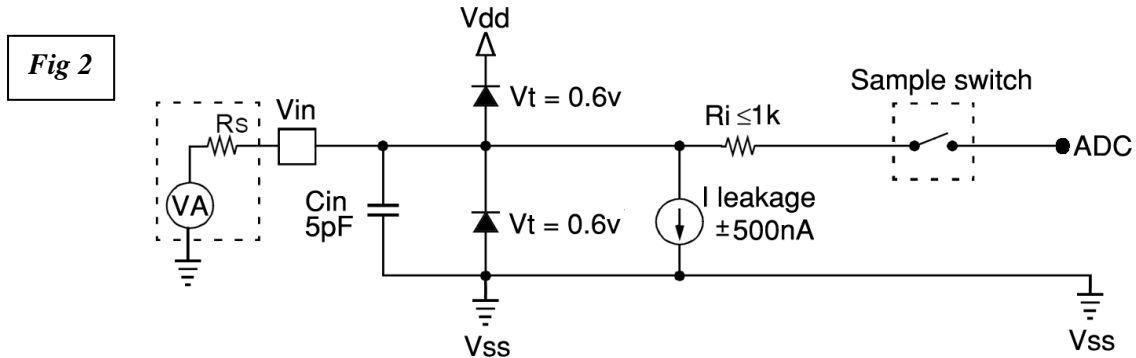 Fig 2
Vdd
Vt = 0.6v
Sample switch
Rs
Vin
Ri ≤1k
ADC
VA
Cin
5pF
Vt = 0.6v
I leakage
±500nA
Vss
Vss